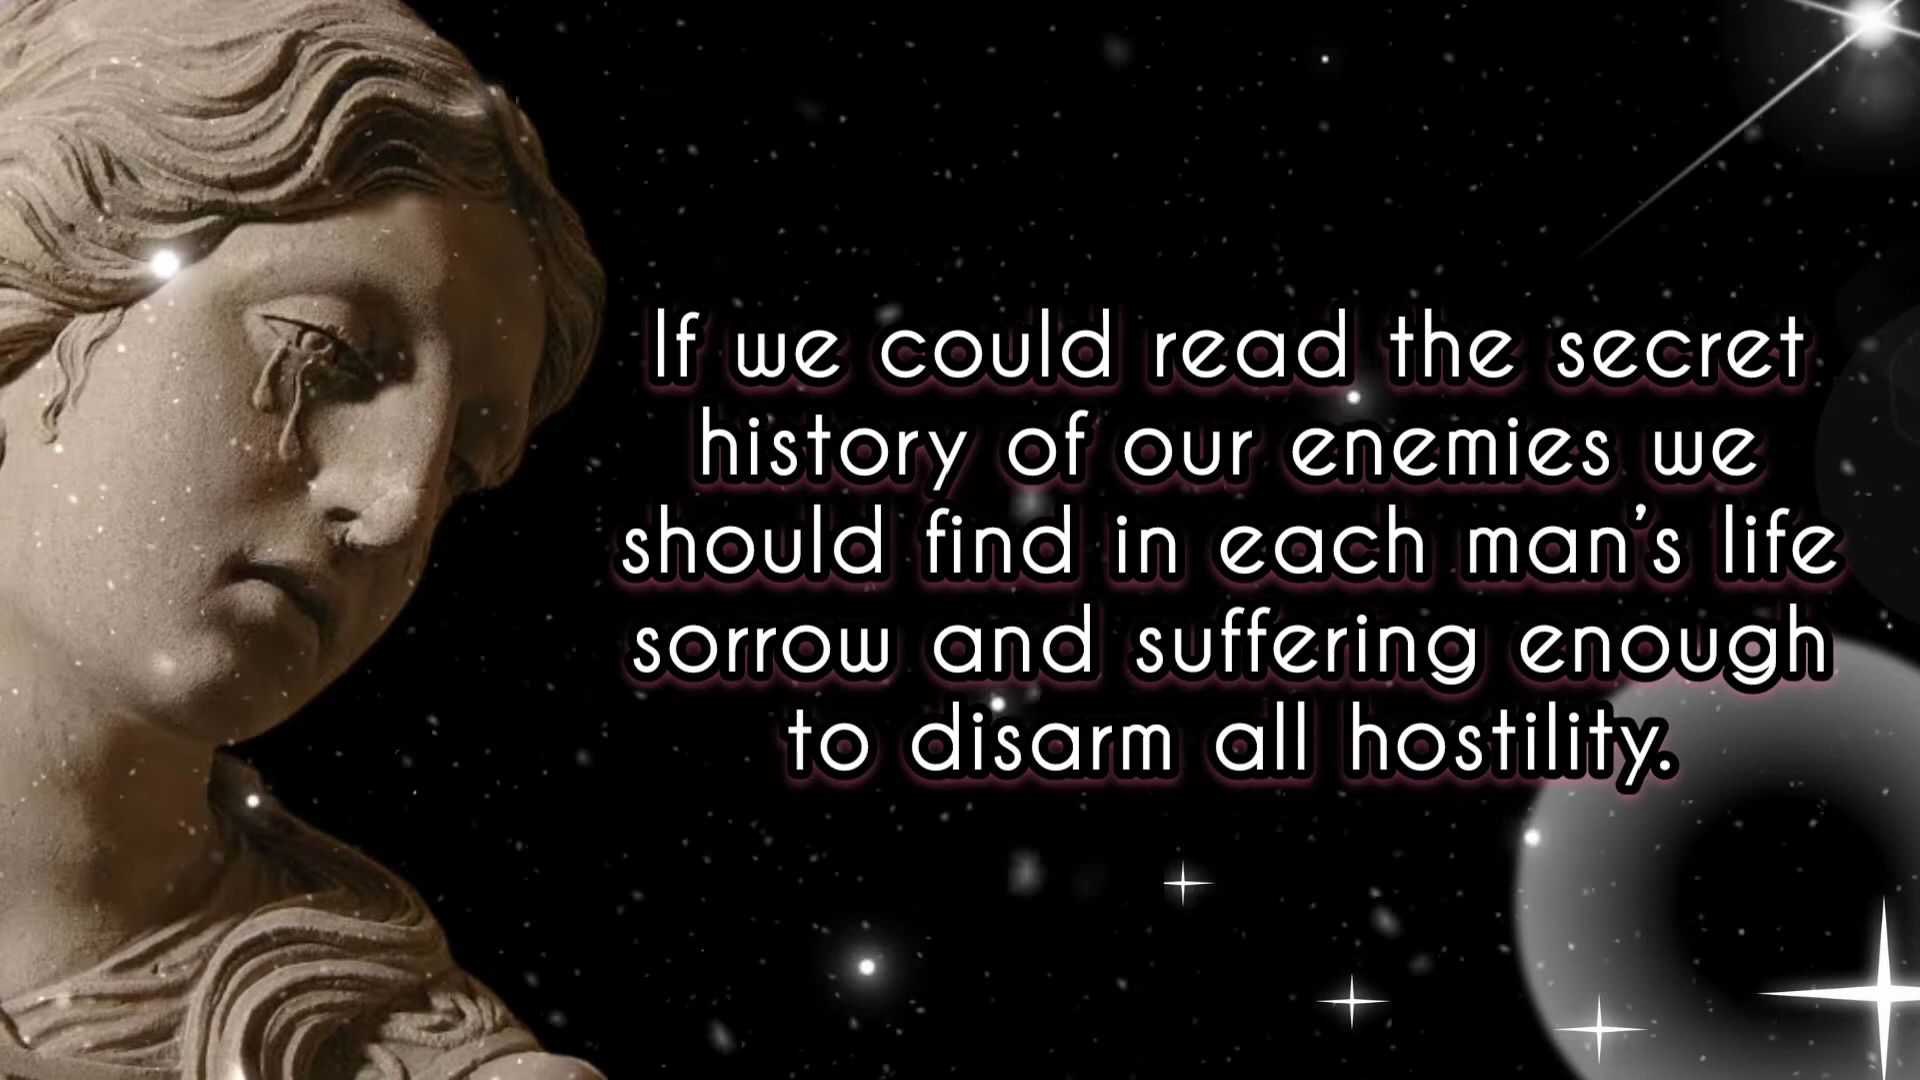 If we could read the secret
history of our enemies we
should find in each man's life
sorrow and suffering enough
to disarm all hostility.